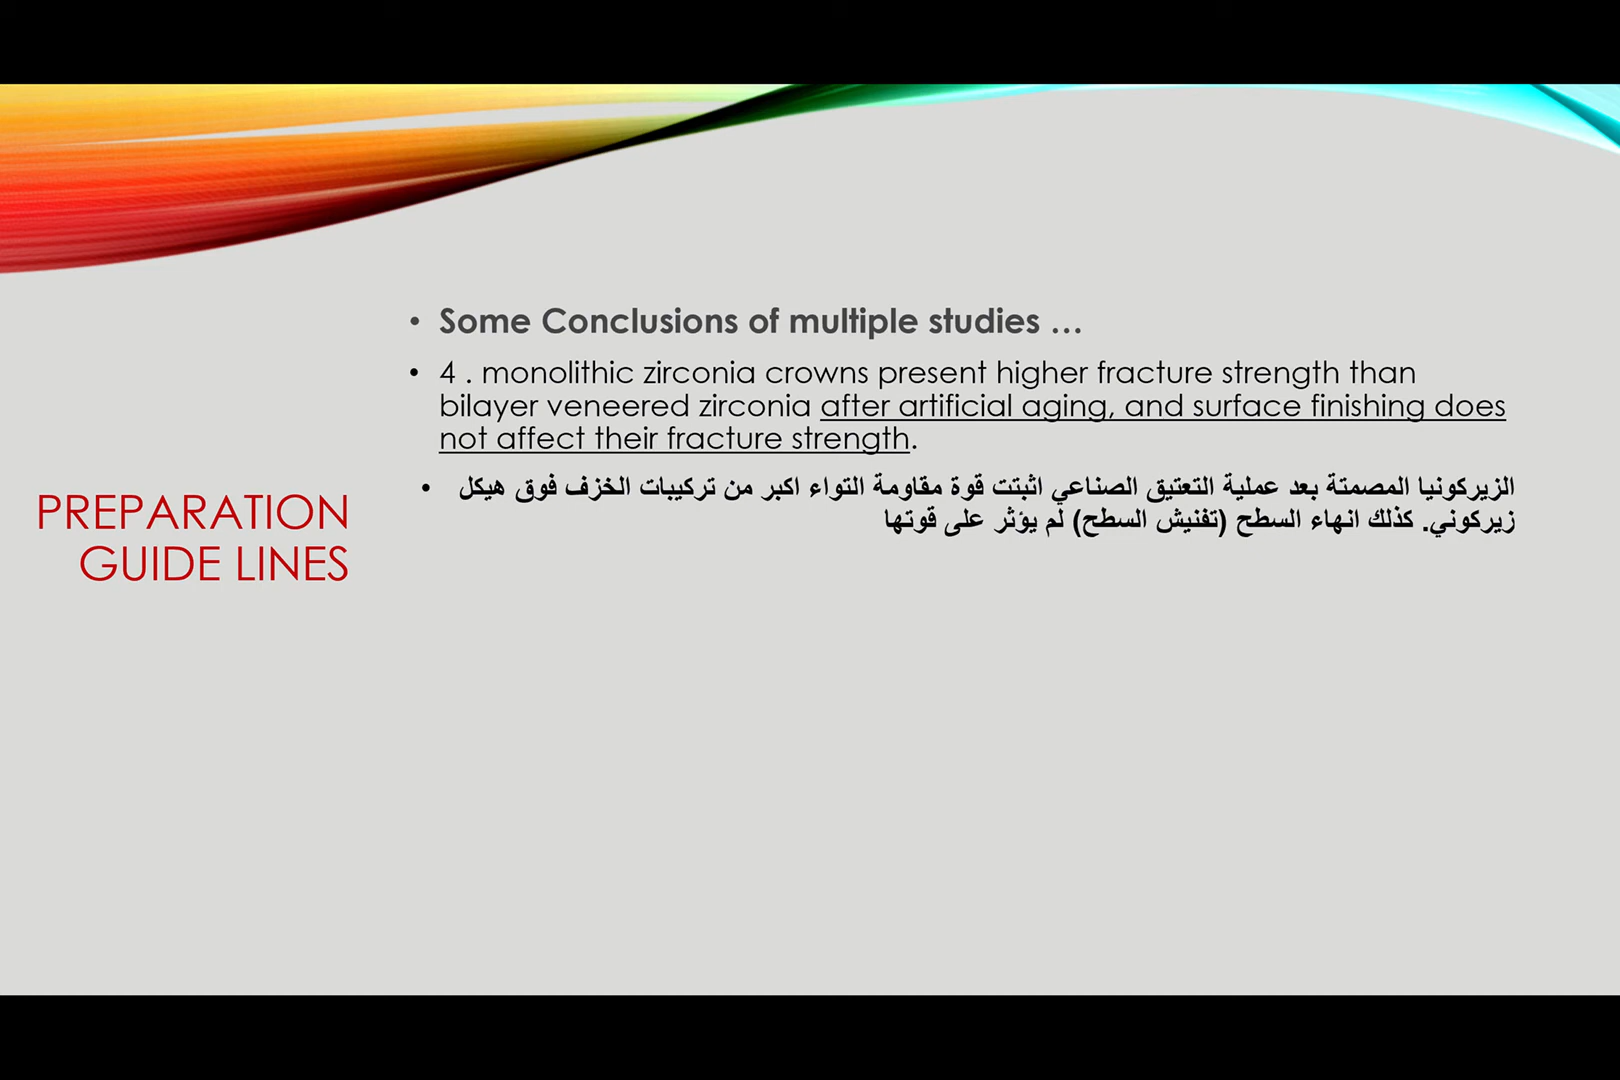 PREPARATION
GUIDE LINES
• Some Conclusions of multiple studies …
• 4 . monolithic zirconia crowns present higher fracture strength than
bilayer veneered zirconia after artificial aging, and surface finishing does
not affect their fracture strength.
• الزيركونيا المصمتة بعد عملية التعتيق الصناعي اثبتت قوة مقاومة التواء اكبر من تركيبات الخزف فوق هيكل
زيركوني. كذلك انهاء السطح (تفنيش السطح) لم يؤثر على قوتها